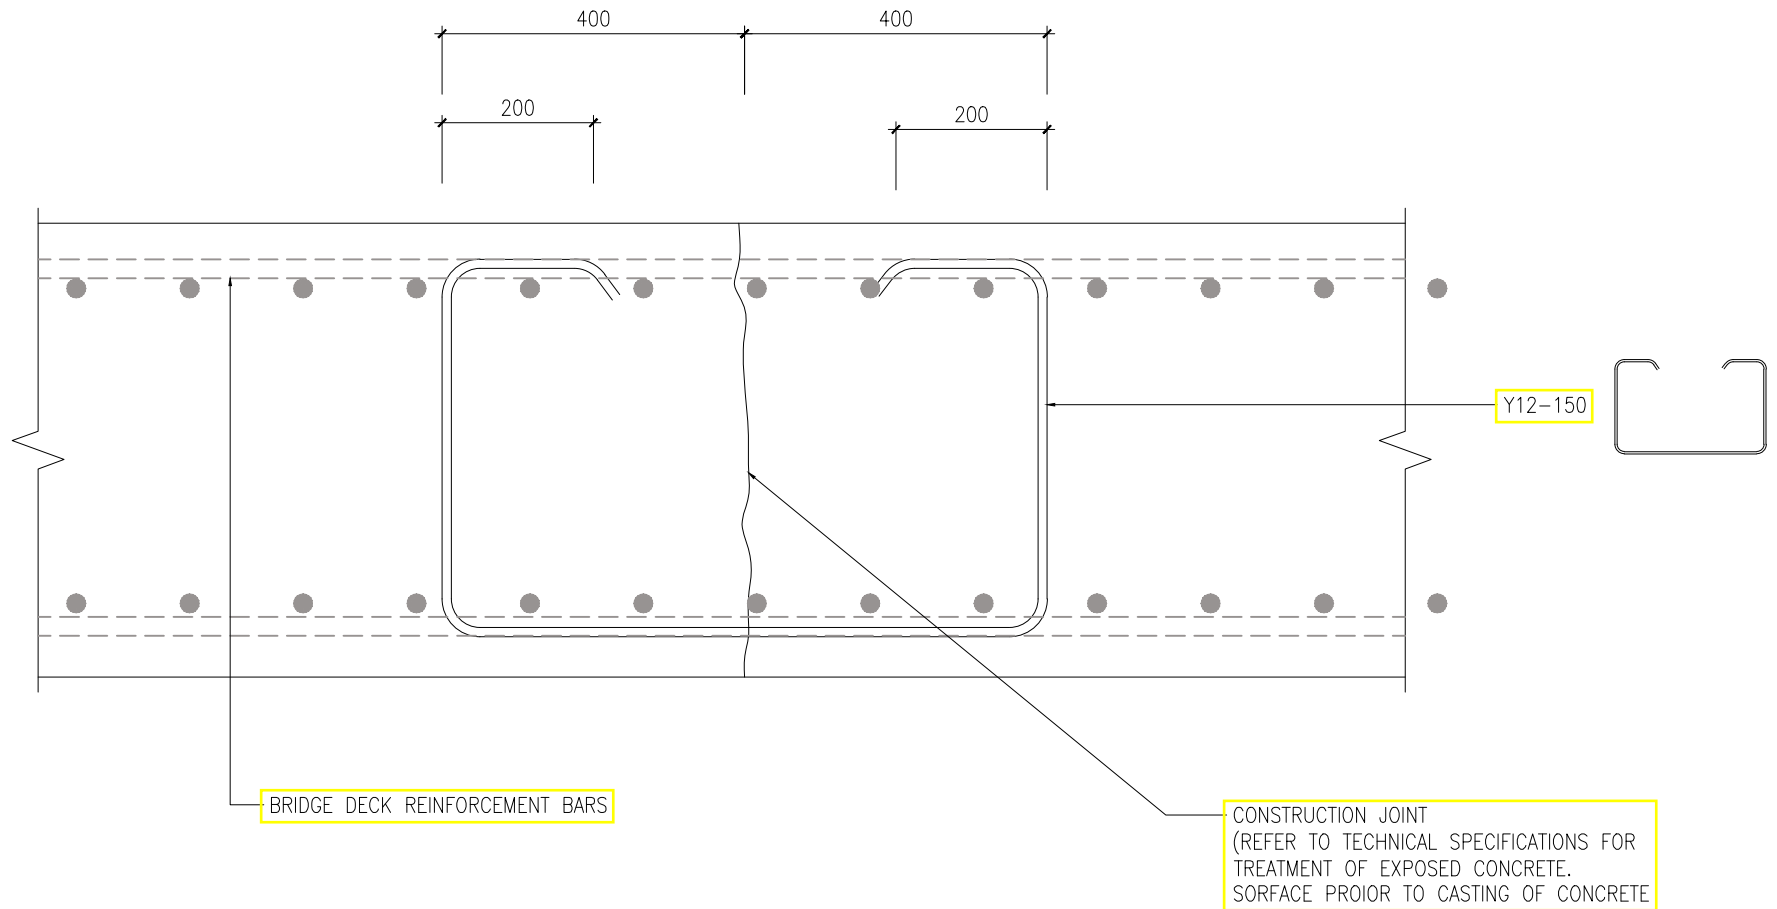 400
400
200
200
Y12-150
BRIDGE DECK REINFORCEMENT BARS
CONSTRUCTION JOINT
(REFER TO TECHNICAL SPECIFICATIONS FOR
TREATMENT OF EXPOSED CONCRETE.
SORFACE PROIOR TO CASTING OF CONCRETE